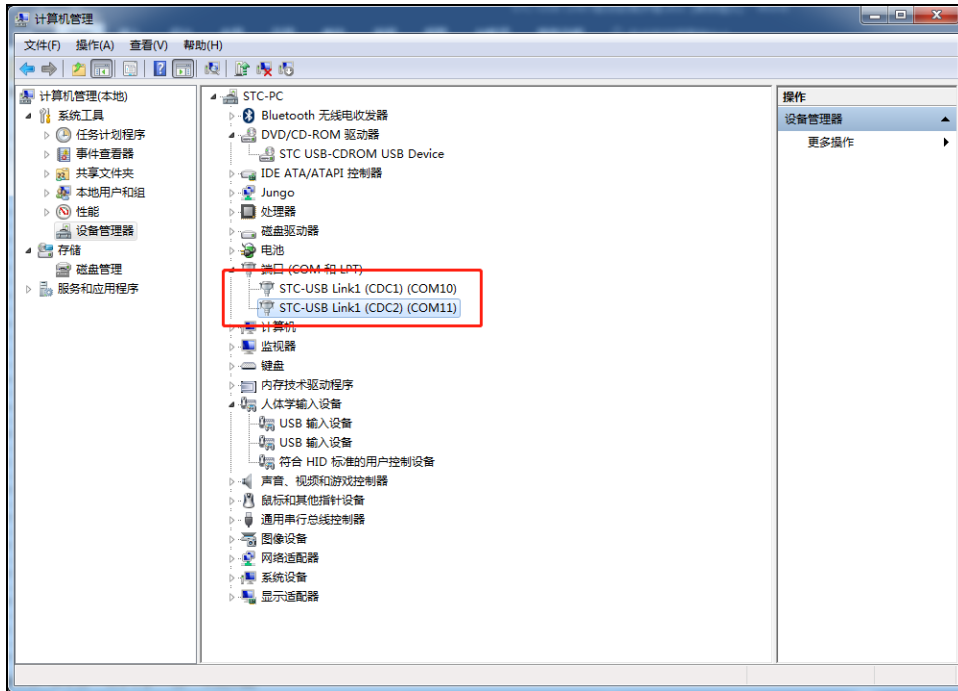 计算机管理
文件(F) 操作(A) 查看(V) 帮助(H)
计算机管理(本地)
系统工具
任务计划程序
事件查看器
共享文件夹
本地用户和组
性能
设备管理器
存储
磁盘管理
服务和应用程序
STC-PC
Bluetooth 无线电收发器
DVD/CD-ROM 驱动器
STC USB-CDROM USB Device
IDE ATA/ATAPI 控制器
Jungo
处理器
磁盘驱动器
电池
端口 (COM 和 LPT)
STC-USB Link1 (CDC1) (COM10)
STC-USB Link1 (CDC2) (COM11)
计算机
监视器
键盘
内存技术驱动程序
人体学输入设备
USB 输入设备
USB 输入设备
符合 HID 标准的用户控制设备
声音、视频和游戏控制器
鼠标和其他指针设备
通用串行总线控制器
图像设备
网络适配器
系统设备
显示适配器
操作
设备管理器
更多操作